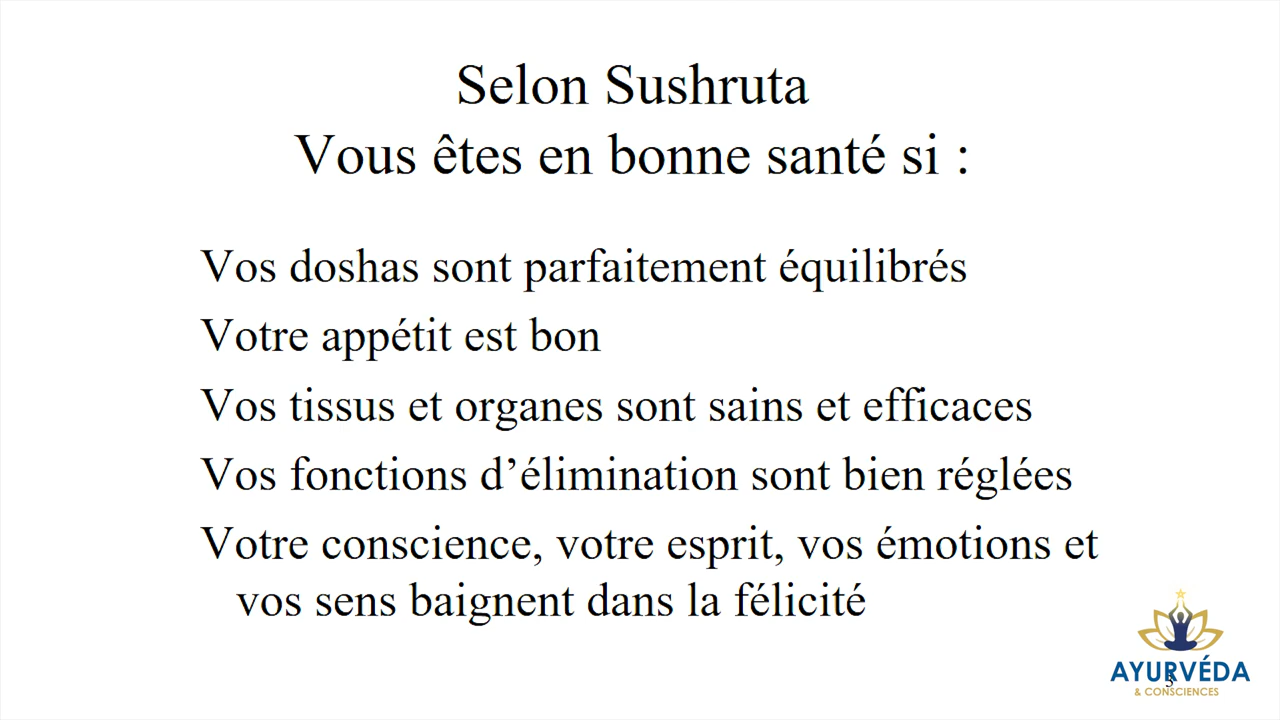 Selon Sushruta
Vous êtes en bonne santé si :
Vos doshas sont parfaitement équilibrés
Votre appétit est bon
Vos tissus et organes sont sains et efficaces
Vos fonctions d’élimination sont bien réglées
Votre conscience, votre esprit, vos émotions et
vos sens baignent dans la félicité
AYURVÉDA
3
& CONSCIENCES